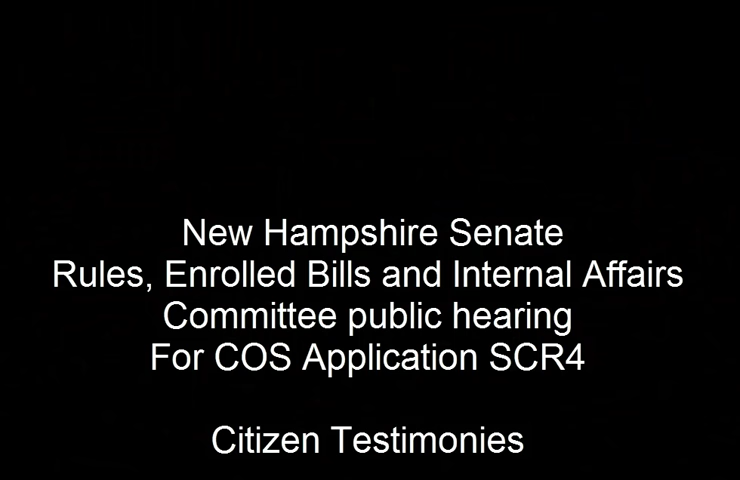 New Hampshire Senate
Rules, Enrolled Bills and Internal Affairs
Committee public hearing
For COS Application SCR4
Citizen Testimonies